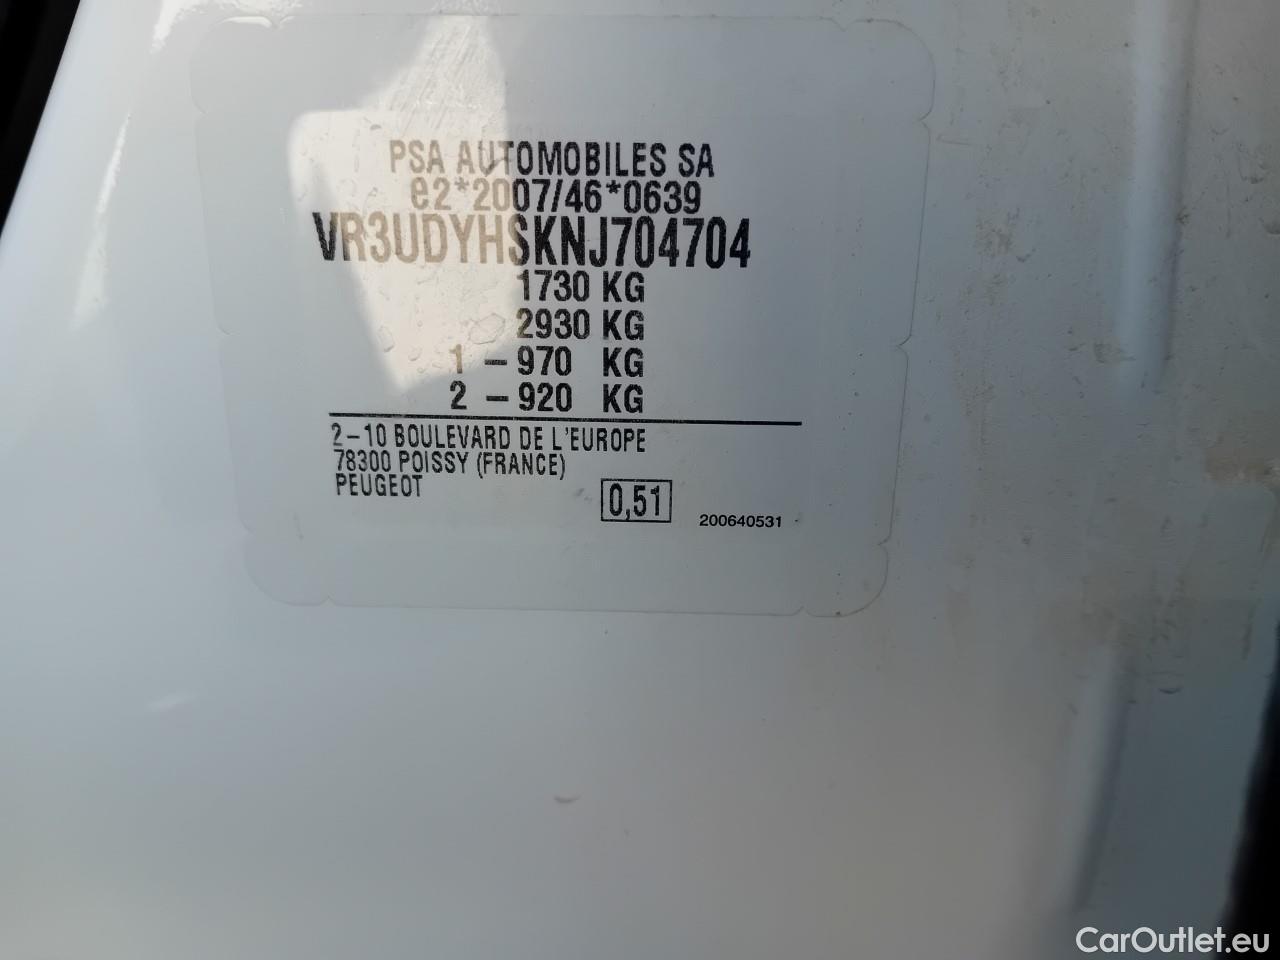 PSA AUTOMOBILES SA
e2*2007/46*0639
VR3UDYHSKNJ704704
1730 KG
2930 KG
1 – 970 KG
2 – 920 KG
2–10 BOULEVARD DE L'EUROPE
78300 POISSY (FRANCE)
PEUGEOT
0,51
200640531
CarOutlet.eu